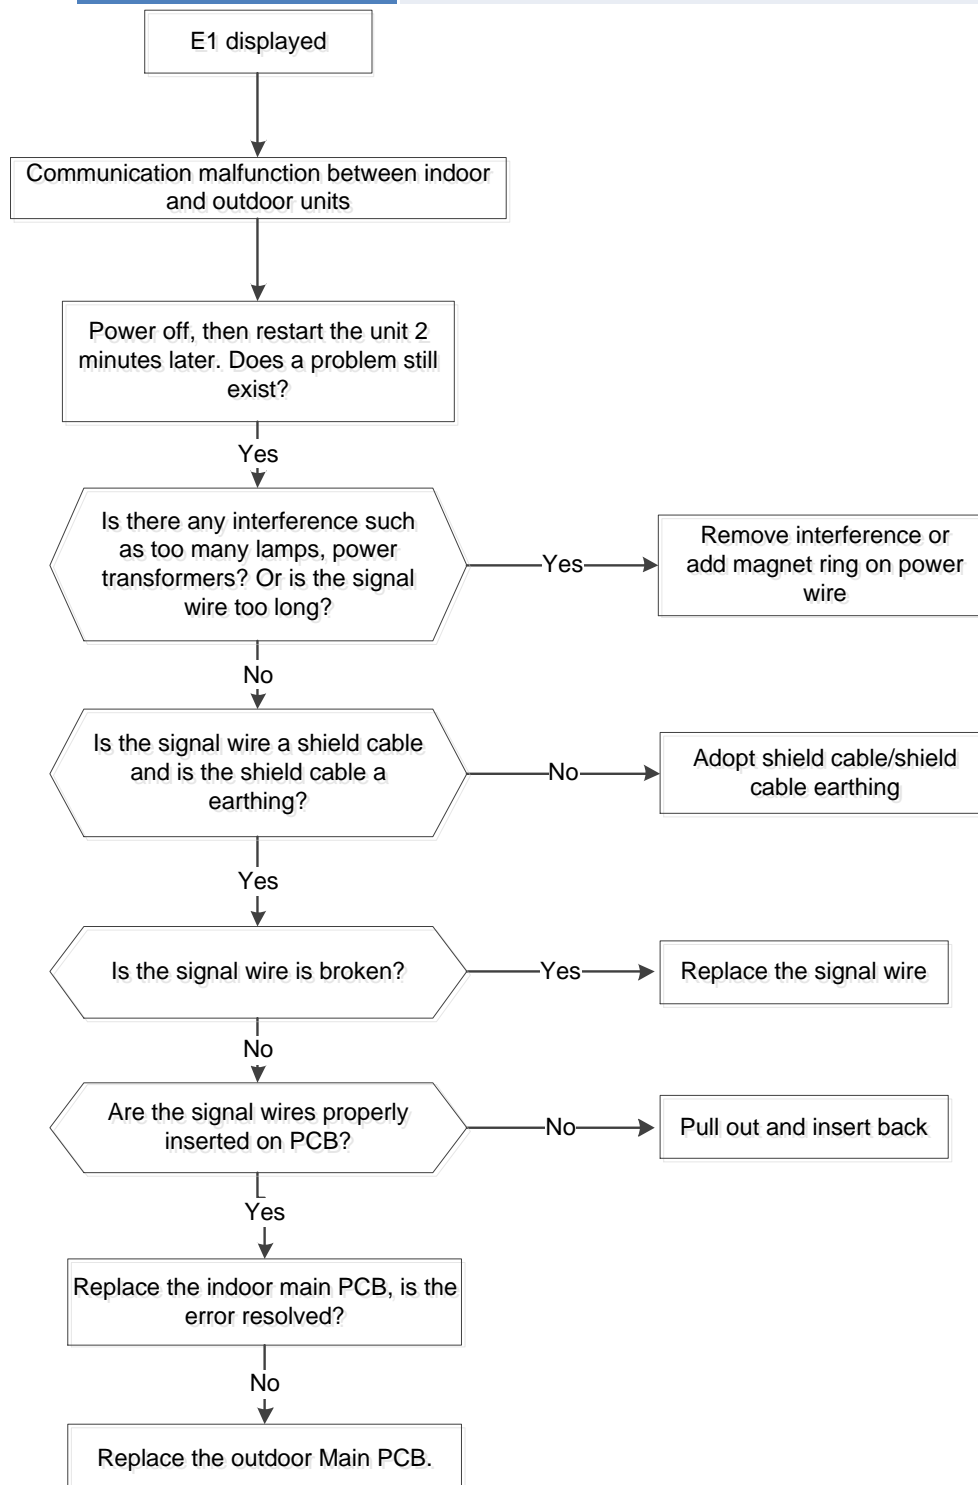 E1 displayed
Communication malfunction between indoor
and outdoor units
Power off, then restart the unit 2
minutes later. Does a problem still
exist?
Yes
Is there any interference such
as too many lamps, power
transformers? Or is the signal
wire too long?
Yes
Remove interference or
add magnet ring on power
wire
No
Is the signal wire a shield cable
and is the shield cable a
earthing?
No
Adopt shield cable/shield
cable earthing
Yes
Is the signal wire is broken?
Yes
Replace the signal wire
No
Are the signal wires properly
inserted on PCB?
No
Pull out and insert back
Yes
Replace the indoor main PCB, is the
error resolved?
No
Replace the outdoor Main PCB.